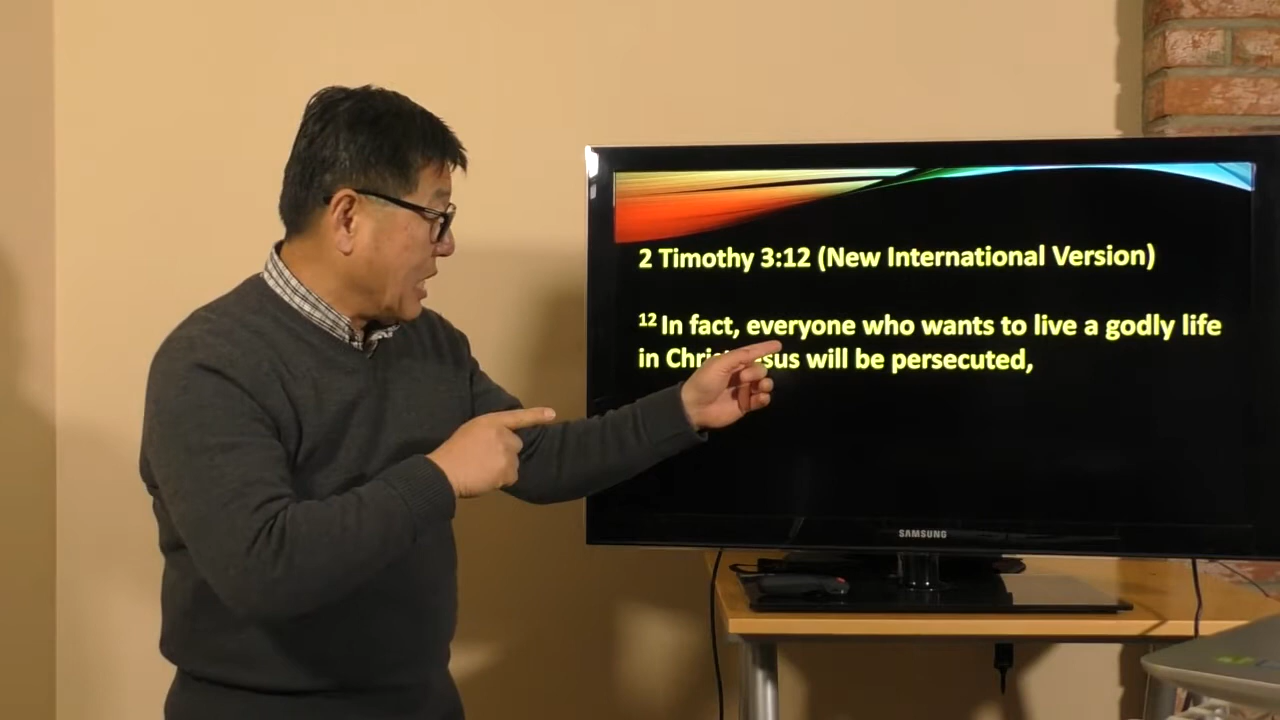 2 Timothy 3:12 (New International Version)
12 In fact, everyone who wants to live a godly life
in will be persecuted,
SAMSUNG